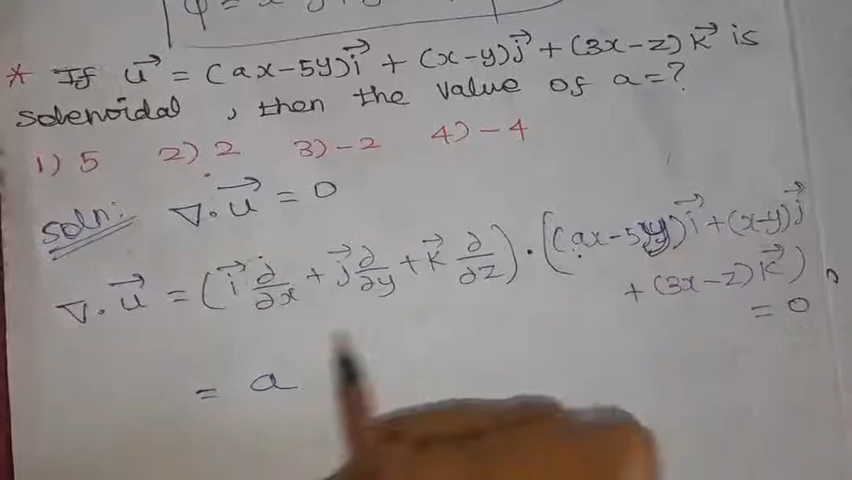 * If u⃗ = (ax-5y)i⃗ + (x-y)j⃗ + (3x-z)k⃗ is
solenoidal, then the value of a=?
1) 5 2) 2 3) -2 4) -4
Soln: ∇.u⃗ = 0
∇.u⃗ = (i⃗ ∂/∂x + j⃗ ∂/∂y + k⃗ ∂/∂z) . ((ax-5y)i⃗ + (x-y)j⃗
+ (3x-z)k⃗)
= 0
= a